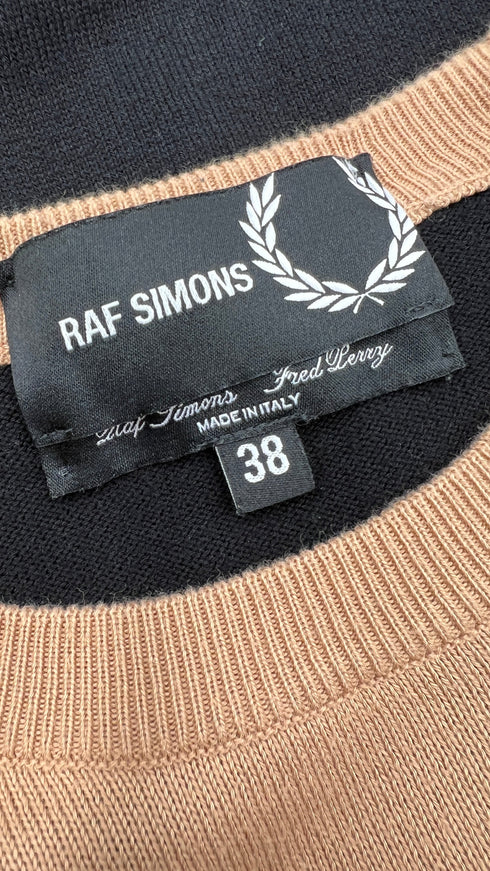 RAF SIMONS
Raf Simons Fred Perry
MADE IN ITALY
38